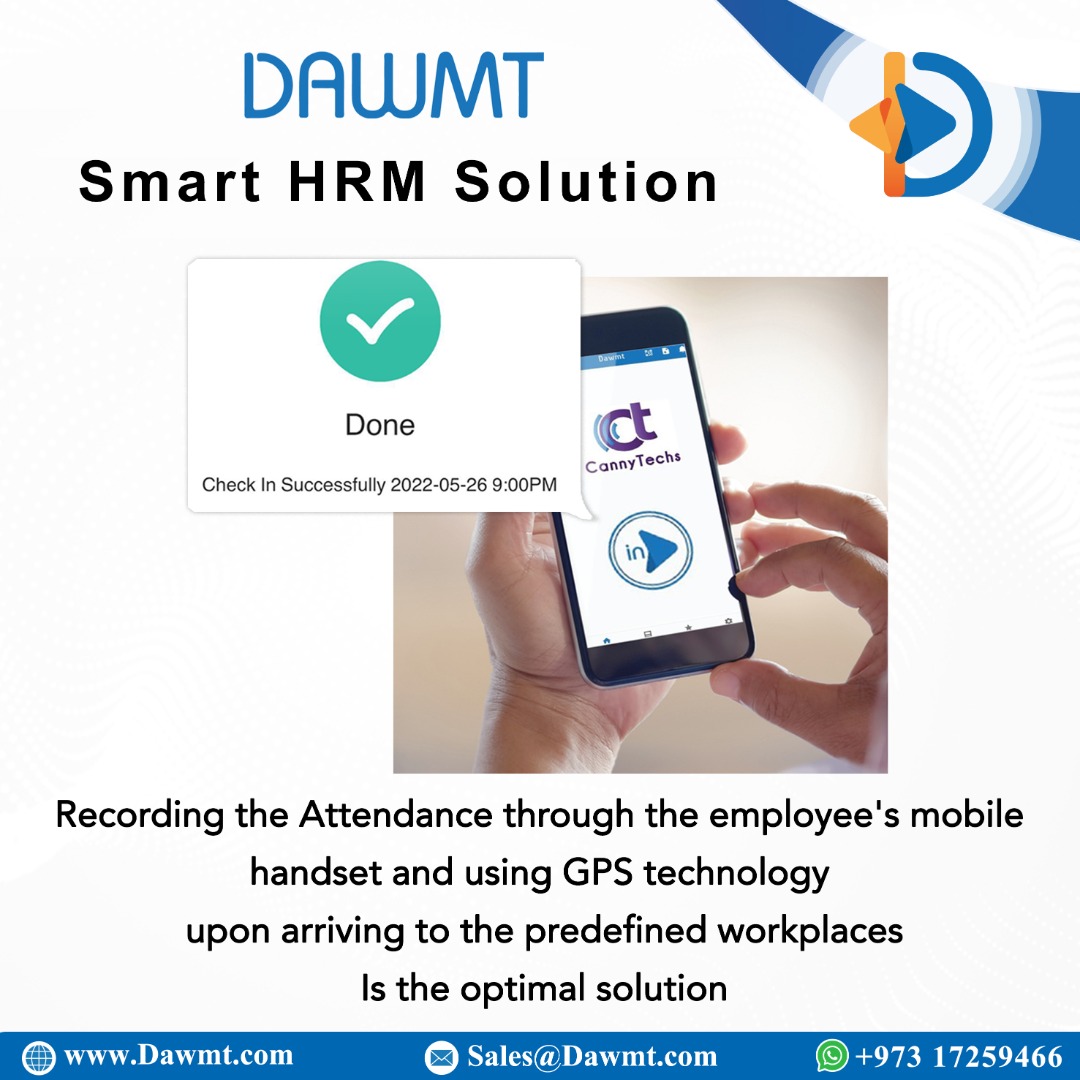 DAWMT
Smart HRM Solution
Done
Check In Successfully 2022-05-26 9:00PM
Dawmt
ct
CannyTechs
in
Recording the Attendance through the employee's mobile
handset and using GPS technology
upon arriving to the predefined workplaces
Is the optimal solution
www.Dawmt.com
Sales@Dawmt.com
+973 17259466